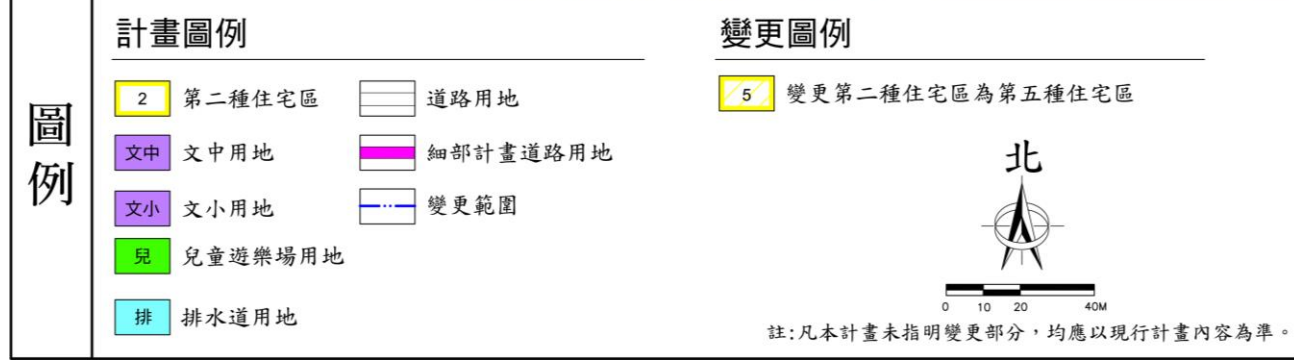 圖例
計畫圖例
2 第二種住宅區
文中 文中用地
文小 文小用地
兒 兒童遊樂場用地
排 排水道用地
道路用地
細部計畫道路用地
變更範圍
變更圖例
5 變更第二種住宅區為第五種住宅區
北
0 10 20 40M
註:凡本計畫未指明變更部分，均應以現行計畫內容為準。